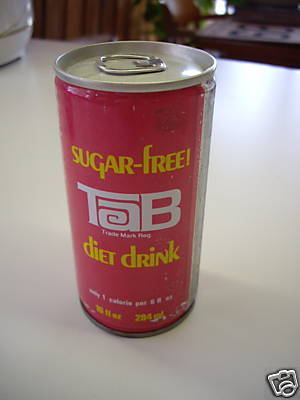 SUGAR-FREE!
TaB
Trade Mark Reg.
diet drink
only 1 calorie per 6 fl oz
10 fl oz 284 ml